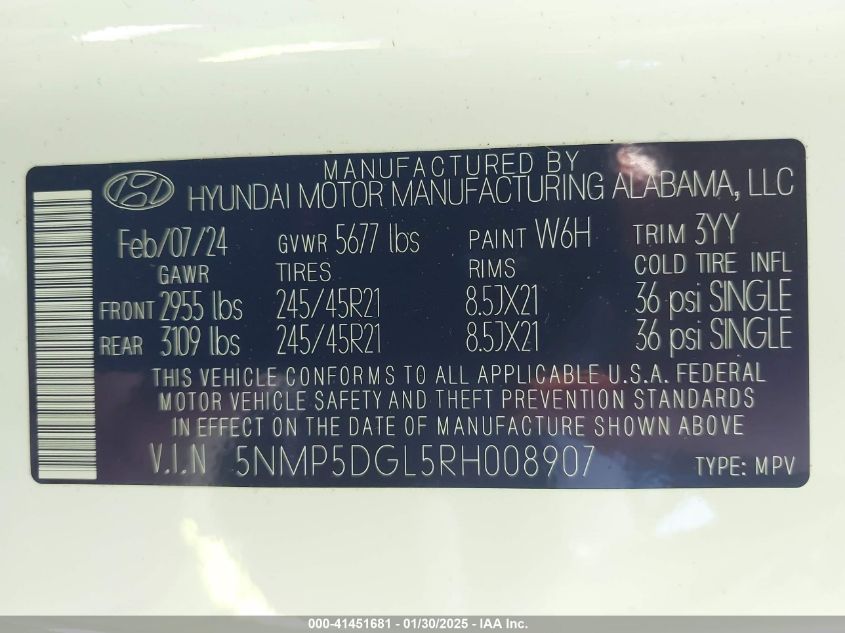 MANUFACTURED BY
HYUNDAI MOTOR MANUFACTURING ALABAMA, LLC
Feb/07/24 GVWR 5677 lbs PAINT W6H TRIM 3YY
GAWR TIRES RIMS COLD TIRE INFL
FRONT 2955 lbs 245/45R21 8.5JX21 36 psi SINGLE
REAR 3109 lbs 245/45R21 8.5JX21 36 psi SINGLE
THIS VEHICLE CONFORMS TO ALL APPLICABLE U.S.A. FEDERAL
MOTOR VEHICLE SAFETY AND THEFT PREVENTION STANDARDS
IN EFFECT ON THE DATE OF MANUFACTURE SHOWN ABOVE.
V.I.N 5NMP5DGL5RH008907 TYPE: MPV
000-41451681 - 01/30/2025 - IAA Inc.